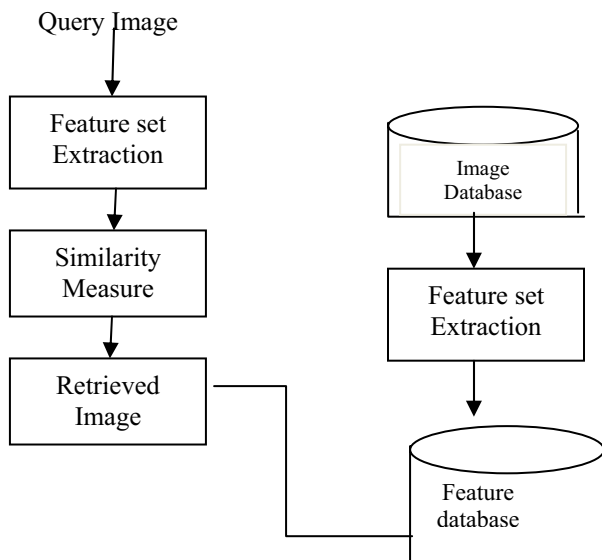 Query Image
Feature set
Extraction
Similarity
Measure
Retrieved
Image
Image
Database
Feature set
Extraction
Feature
database